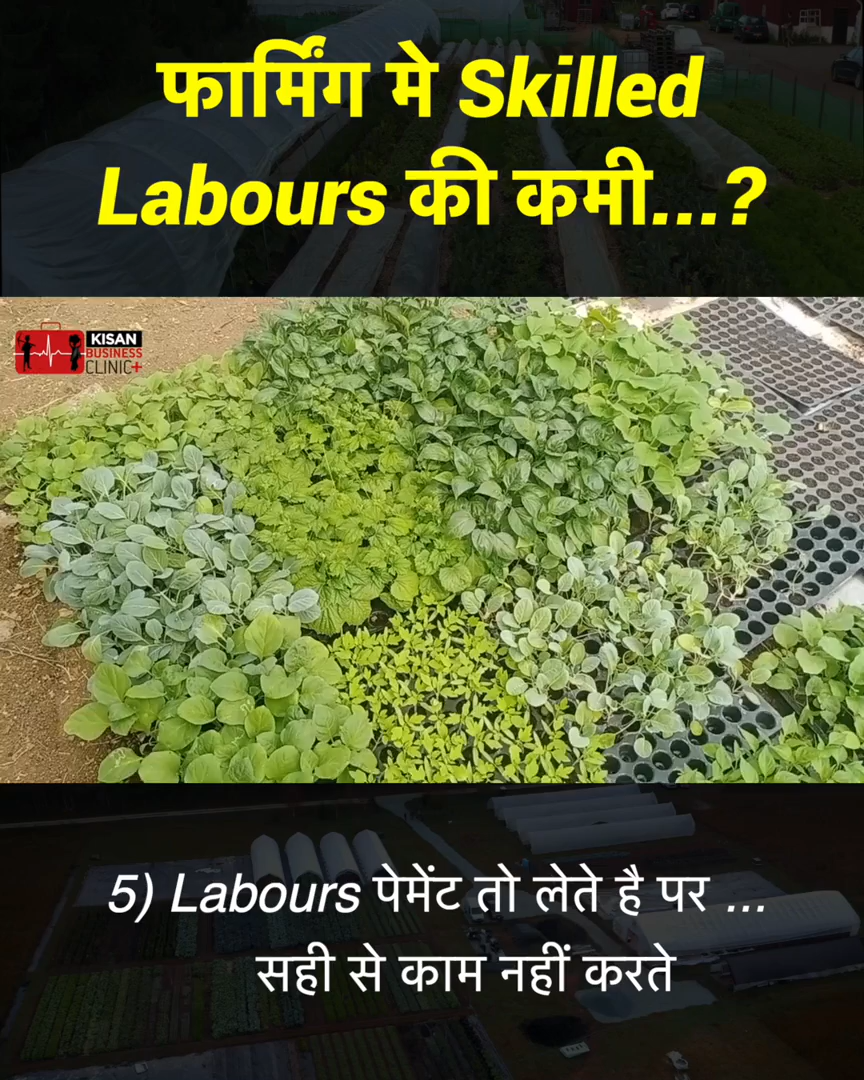 फार्मिंग मे Skilled
Labours की कमी...?
KISAN
BUSINESS
CLINIC+
5) Labours पेमेंट तो लेते है पर ...
सही से काम नहीं करते